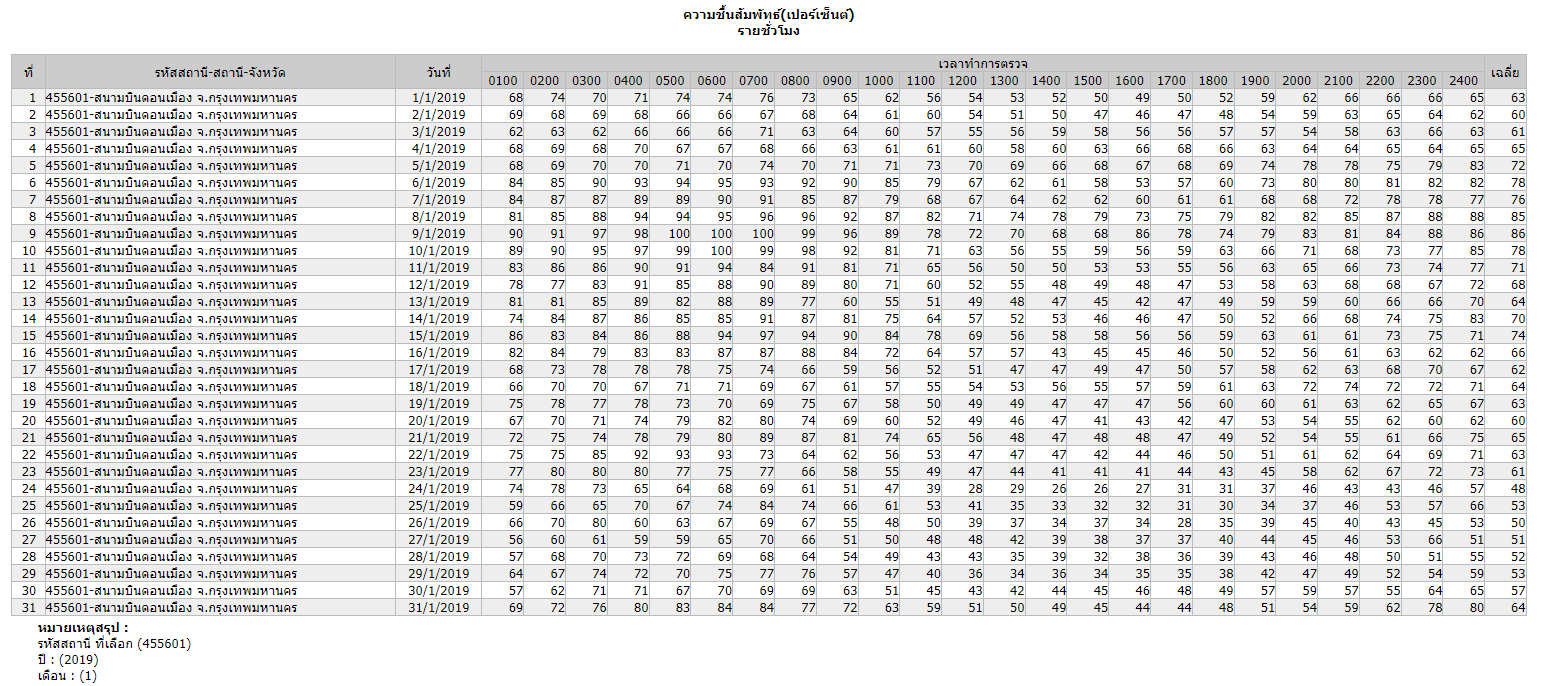 ความชื้นสัมพัทธ์(เปอร์เซ็นต์)
รายชั่วโมง
ที่ รหัสสถานี-สถานี-จังหวัด วันที่ เวลาทำการตรวจ เฉลี่ย
0100 0200 0300 0400 0500 0600 0700 0800 0900 1000 1100 1200 1300 1400 1500 1600 1700 1800 1900 2000 2100 2200 2300 2400
1 455601-สนามบินดอนเมือง จ.กรุงเทพมหานคร 1/1/2019 68 74 70 71 74 74 76 73 65 62 56 54 53 52 50 49 50 52 59 62 66 66 66 65 63
2 455601-สนามบินดอนเมือง จ.กรุงเทพมหานคร 2/1/2019 69 68 69 68 66 66 67 68 64 61 60 54 51 50 47 46 47 48 54 59 63 65 64 62 60
3 455601-สนามบินดอนเมือง จ.กรุงเทพมหานคร 3/1/2019 62 63 62 66 66 66 71 63 64 60 57 55 56 59 58 56 56 57 57 54 58 63 66 63 61
4 455601-สนามบินดอนเมือง จ.กรุงเทพมหานคร 4/1/2019 68 69 68 70 67 67 68 66 63 61 61 60 58 60 63 66 68 66 63 64 64 65 64 65 65
5 455601-สนามบินดอนเมือง จ.กรุงเทพมหานคร 5/1/2019 68 69 70 70 71 70 74 70 71 71 73 70 69 66 68 67 68 69 74 78 78 75 79 83 72
6 455601-สนามบินดอนเมือง จ.กรุงเทพมหานคร 6/1/2019 84 85 90 93 94 95 93 92 90 85 79 67 62 61 58 53 57 60 73 80 80 81 82 82 78
7 455601-สนามบินดอนเมือง จ.กรุงเทพมหานคร 7/1/2019 84 87 87 89 89 90 91 85 87 79 68 67 64 62 62 60 61 61 68 68 72 78 78 77 76
8 455601-สนามบินดอนเมือง จ.กรุงเทพมหานคร 8/1/2019 81 85 88 94 94 95 96 96 92 87 82 71 74 78 79 73 75 79 82 82 85 87 88 88 85
9 455601-สนามบินดอนเมือง จ.กรุงเทพมหานคร 9/1/2019 90 91 97 98 100 100 100 99 96 89 78 72 70 68 68 86 78 74 79 83 81 84 88 86 86
10 455601-สนามบินดอนเมือง จ.กรุงเทพมหานคร 10/1/2019 89 90 95 97 99 100 99 98 92 81 71 63 56 55 59 56 59 63 66 71 68 73 77 85 78
11 455601-สนามบินดอนเมือง จ.กรุงเทพมหานคร 11/1/2019 83 86 86 90 91 94 84 91 81 71 65 56 50 50 53 53 55 56 63 65 66 73 74 77 71
12 455601-สนามบินดอนเมือง จ.กรุงเทพมหานคร 12/1/2019 78 77 83 91 85 88 90 89 80 71 60 52 55 48 49 48 47 53 58 63 68 68 67 72 68
13 455601-สนามบินดอนเมือง จ.กรุงเทพมหานคร 13/1/2019 81 81 85 89 82 88 89 77 60 55 51 49 48 47 45 42 47 49 59 59 60 66 66 70 64
14 455601-สนามบินดอนเมือง จ.กรุงเทพมหานคร 14/1/2019 74 84 87 86 85 85 91 87 81 75 64 57 52 53 46 46 47 50 52 66 68 74 75 83 70
15 455601-สนามบินดอนเมือง จ.กรุงเทพมหานคร 15/1/2019 86 83 84 86 88 94 97 94 90 84 78 69 56 58 58 56 56 59 63 61 61 73 75 71 74
16 455601-สนามบินดอนเมือง จ.กรุงเทพมหานคร 16/1/2019 82 84 79 83 83 87 87 88 84 72 64 57 57 43 45 45 46 50 52 56 61 63 62 62 66
17 455601-สนามบินดอนเมือง จ.กรุงเทพมหานคร 17/1/2019 68 73 78 78 78 75 74 66 59 56 52 51 47 47 49 47 50 57 58 62 63 68 70 67 62
18 455601-สนามบินดอนเมือง จ.กรุงเทพมหานคร 18/1/2019 66 70 70 67 71 71 69 67 61 57 55 54 53 56 55 57 59 61 63 72 74 72 72 71 64
19 455601-สนามบินดอนเมือง จ.กรุงเทพมหานคร 19/1/2019 75 78 77 78 73 70 69 75 67 58 50 49 49 47 47 47 56 60 60 61 63 62 65 67 63
20 455601-สนามบินดอนเมือง จ.กรุงเทพมหานคร 20/1/2019 67 70 71 74 79 82 80 74 69 60 52 49 46 47 41 43 42 47 53 54 55 62 60 62 60
21 455601-สนามบินดอนเมือง จ.กรุงเทพมหานคร 21/1/2019 72 75 74 78 79 80 89 87 81 74 65 56 48 47 48 48 47 49 52 54 55 61 66 75 65
22 455601-สนามบินดอนเมือง จ.กรุงเทพมหานคร 22/1/2019 75 75 85 92 93 93 73 64 62 56 53 47 47 47 42 44 46 50 51 61 62 64 69 71 63
23 455601-สนามบินดอนเมือง จ.กรุงเทพมหานคร 23/1/2019 77 80 80 80 77 75 77 66 58 55 49 47 44 41 41 41 44 43 45 58 62 67 72 73 61
24 455601-สนามบินดอนเมือง จ.กรุงเทพมหานคร 24/1/2019 74 78 73 65 64 68 69 61 51 47 39 28 29 26 26 27 31 31 37 46 43 43 46 57 48
25 455601-สนามบินดอนเมือง จ.กรุงเทพมหานคร 25/1/2019 59 66 65 70 67 74 84 74 66 61 53 41 35 33 32 32 31 30 34 37 46 53 57 66 53
26 455601-สนามบินดอนเมือง จ.กรุงเทพมหานคร 26/1/2019 66 70 80 60 63 67 69 67 55 48 50 39 37 34 37 34 28 35 39 45 40 43 45 53 50
27 455601-สนามบินดอนเมือง จ.กรุงเทพมหานคร 27/1/2019 56 60 61 59 59 65 70 66 51 50 48 48 42 39 38 37 37 40 44 45 46 53 66 51 51
28 455601-สนามบินดอนเมือง จ.กรุงเทพมหานคร 28/1/2019 57 68 70 73 72 69 68 64 54 49 43 43 35 39 32 38 36 39 43 46 48 50 51 55 52
29 455601-สนามบินดอนเมือง จ.กรุงเทพมหานคร 29/1/2019 64 67 74 72 70 75 77 76 57 47 40 36 34 36 34 35 35 38 42 47 49 52 54 59 53
30 455601-สนามบินดอนเมือง จ.กรุงเทพมหานคร 30/1/2019 57 62 71 71 67 70 69 69 63 51 45 43 42 44 45 46 48 49 57 59 57 55 64 65 57
31 455601-สนามบินดอนเมือง จ.กรุงเทพมหานคร 31/1/2019 69 72 76 80 83 84 84 77 72 63 59 51 50 49 45 44 44 48 51 54 59 62 78 80 64
หมายเหตุสรุป :
รหัสสถานี ที่เลือก (455601)
ปี : (2019)
เดือน : (1)